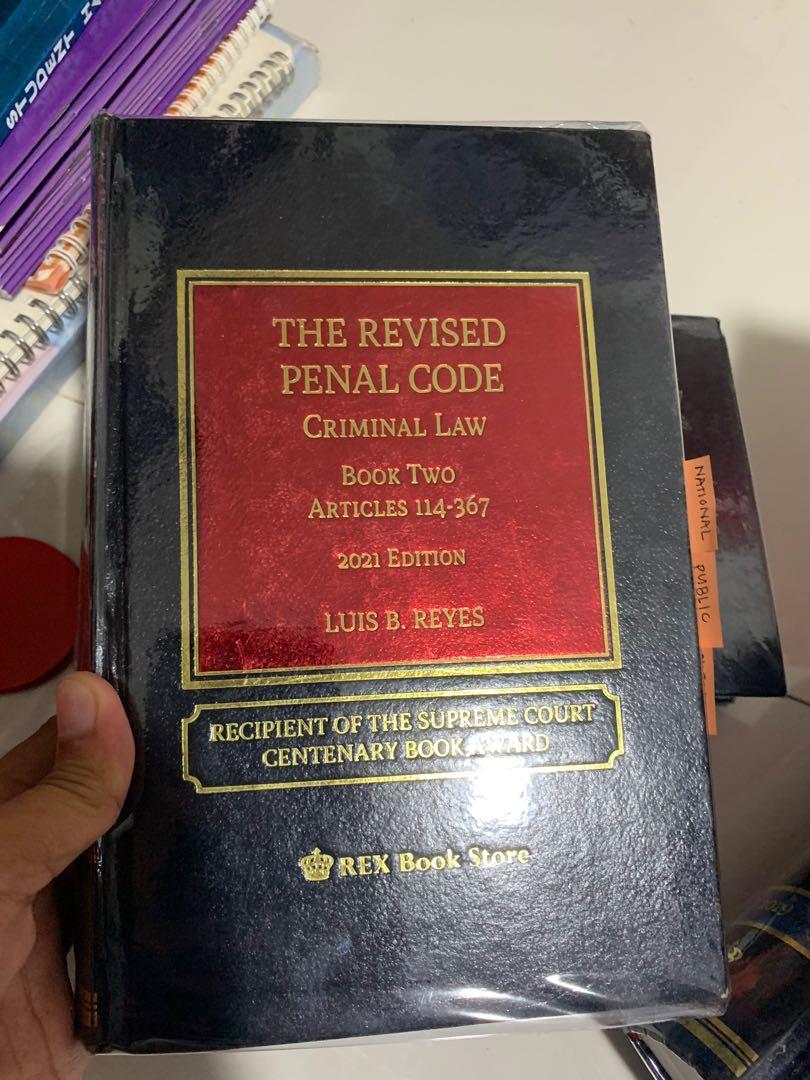 STUDENT
THE REVISED
PENAL CODE
CRIMINAL LAW
BOOK TWO
ARTICLES 114-367
2021 EDITION
LUIS B. REYES
RECIPIENT OF THE SUPREME COURT
CENTENARY BOOK AWARD
REX Book Store
NATIONAL
PUBLIC